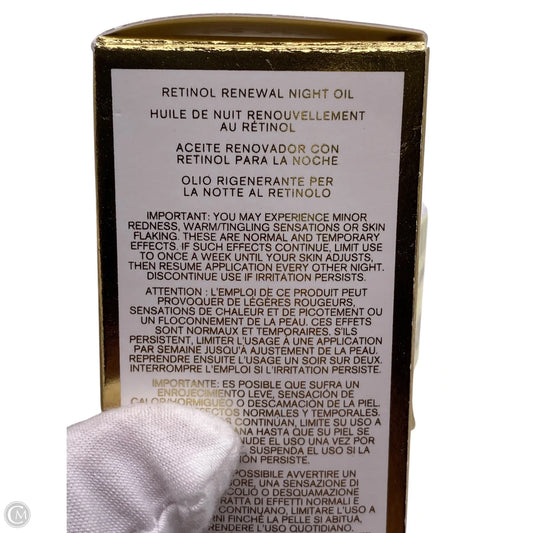 RETINOL RENEWAL NIGHT OIL
HUILE DE NUIT RENOUVELLEMENT
AU RÉTINOL
ACEITE RENOVADOR CON
RETINOL PARA LA NOCHE
OLIO RIGENERANTE PER
LA NOTTE AL RETINOLO
IMPORTANT: YOU MAY EXPERIENCE MINOR
REDNESS, WARM/TINGLING SENSATIONS OR SKIN
FLAKING. THESE ARE NORMAL AND TEMPORARY
EFFECTS. IF SUCH EFFECTS CONTINUE, LIMIT USE
TO ONCE A WEEK UNTIL YOUR SKIN ADJUSTS,
THEN RESUME APPLICATION EVERY OTHER NIGHT.
DISCONTINUE USE IF IRRITATION PERSISTS.
ATTENTION : L'EMPLOI DE CE PRODUIT PEUT
PROVOQUER DE LÉGÈRES ROUGEURS,
SENSATIONS DE CHALEUR ET DE PICOTEMENT OU
UN FLOCONNEMENT DE LA PEAU. CES EFFETS
SONT NORMAUX ET TEMPORAIRES. S'ILS
PERSISTENT, LIMITER L'USAGE À UNE APPLICATION
PAR SEMAINE JUSQU'À AJUSTEMENT DE LA PEAU.
REPRENDRE ENSUITE L'USAGE UN SOIR SUR DEUX.
INTERROMPRE L'EMPLOI SI L'IRRITATION PERSISTE.
IMPORTANTE: ES POSIBLE QUE SUFRA UN
ENROJECIMIENTO LEVE, SENSACIÓN DE
CALOR/HORMIGUEO O DESCAMACIÓN DE LA PIEL.
EFECTOS NORMALES Y TEMPORALES.
CONTINÚAN, LIMITE SU USO A
HASTA QUE SU PIEL SE
EL USO UNA VEZ POR
SUSPENDA EL USO SI LA
PERSISTE.
POSSIBILE AVVERTIRE UN
UNA SENSAZIONE DI
O DESQUAMAZIONE
DI EFFETTI NORMALI E
CONTINUANO, LIMITARE L'USO A
FINCHÉ LA PELLE SI ABITUA,